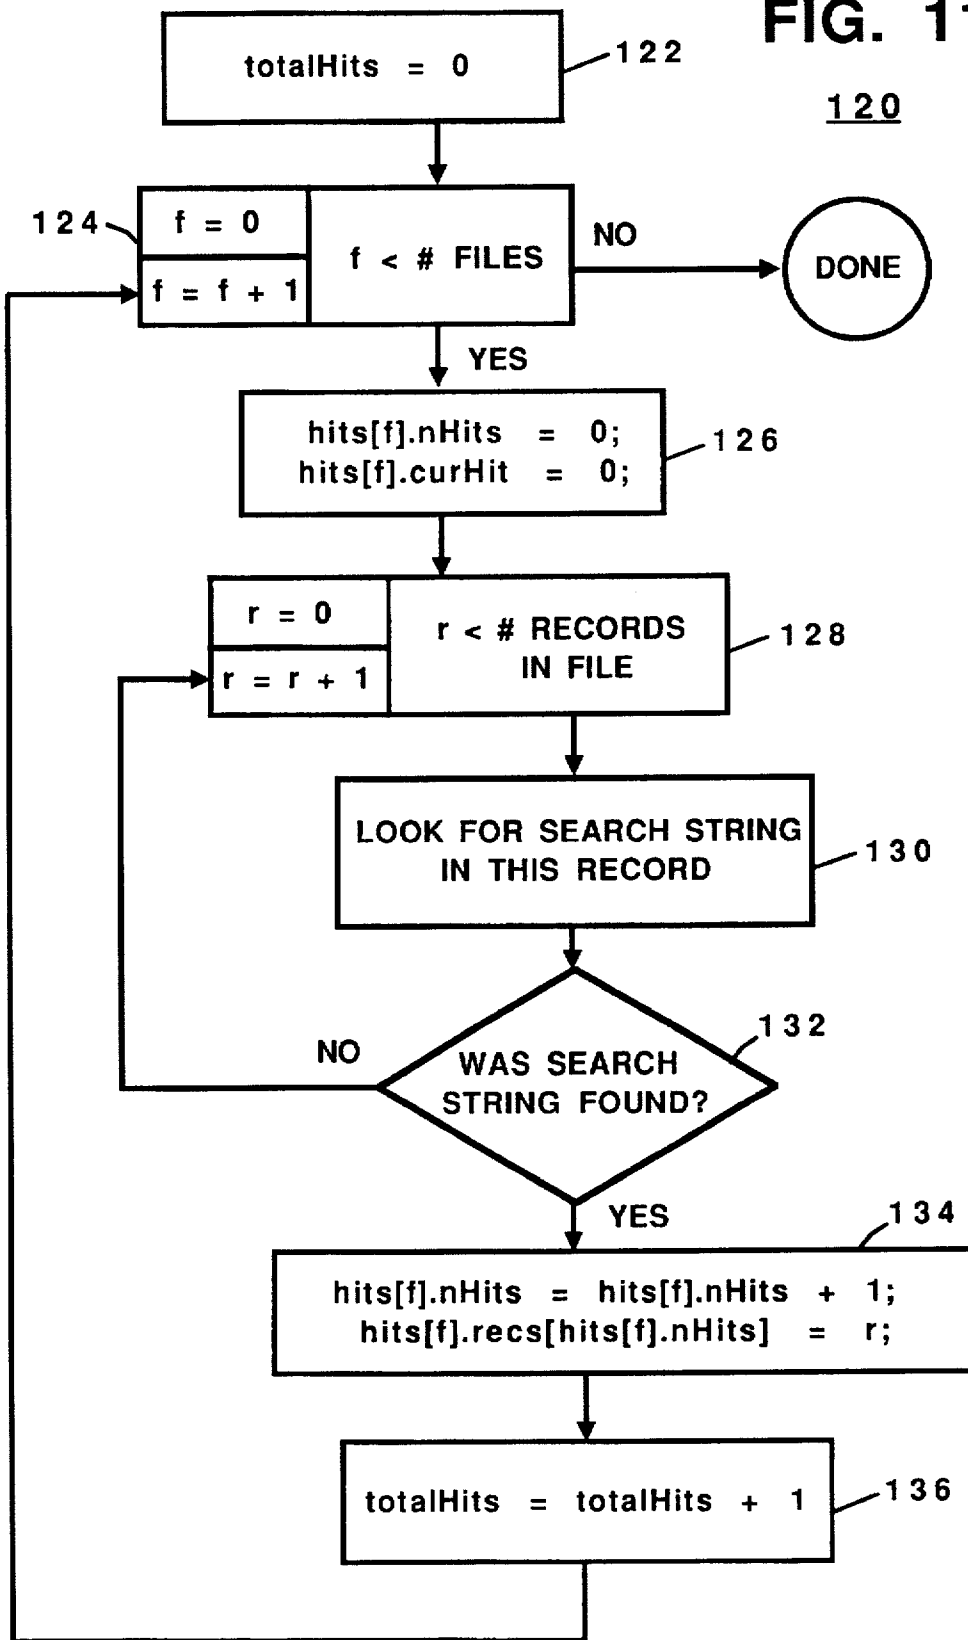 FIG. 11
120
totalHits = 0
122
124
f = 0
f = f + 1
f < # FILES
NO
DONE
YES
hits[f].nHits = 0;
hits[f].curHit = 0;
126
r = 0
r = r + 1
r < # RECORDS
IN FILE
128
LOOK FOR SEARCH STRING
IN THIS RECORD
130
WAS SEARCH
STRING FOUND?
132
NO
YES
134
hits[f].nHits = hits[f].nHits + 1;
hits[f].recs[hits[f].nHits] = r;
totalHits = totalHits + 1
136